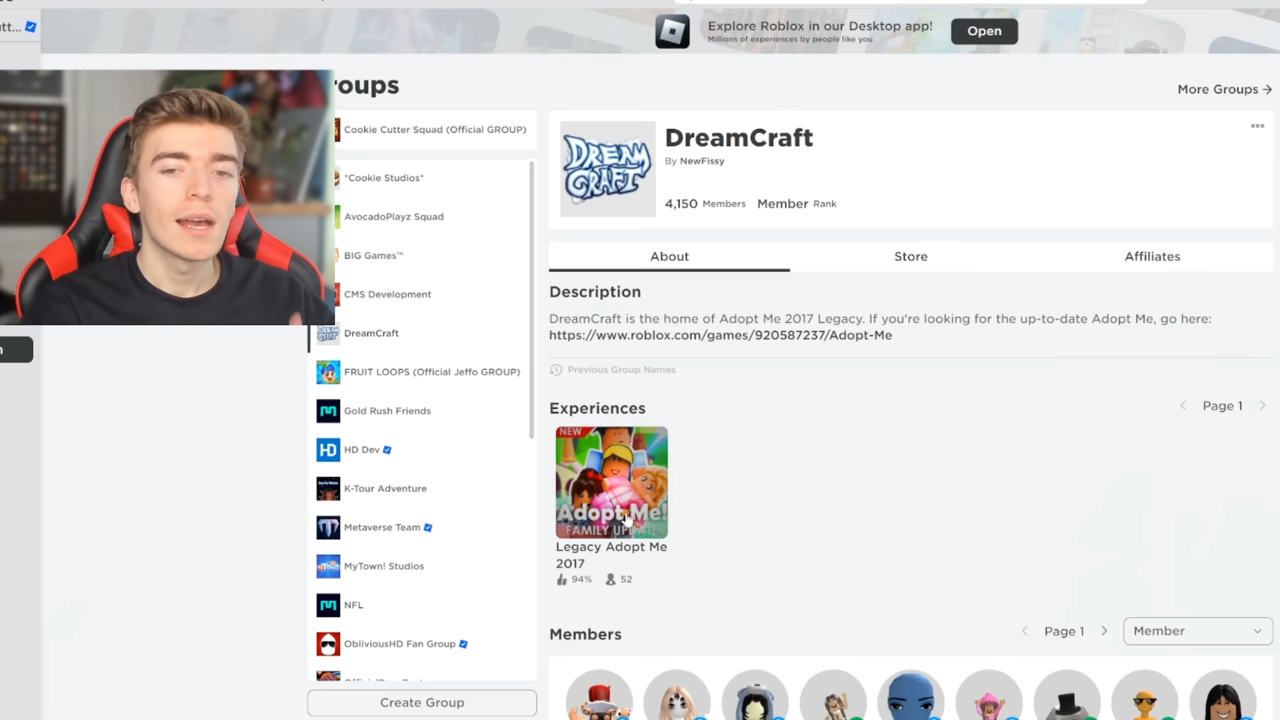 tt...
Explore Roblox in our Desktop app!
Millions of experiences by people like you.
Open
roups
More Groups →
Cookie Cutter Squad (Official GROUP)
*Cookie Studios*
AvocadoPlayz Squad
BIG Games™
CMS Development
DreamCraft
FRUIT LOOPS (Official Jeffo GROUP)
Gold Rush Friends
HD
HD Dev
K-Tour Adventure
Metaverse Team
MyTown! Studios
NFL
ObliviousHD Fan Group
Create Group
DREAM
CRAFT
DreamCraft
By NewFissy
4,150 Members Member Rank
About
Store
Affiliates
Description
DreamCraft is the home of Adopt Me 2017 Legacy. If you're looking for the up-to-date Adopt Me, go here:
https://www.roblox.com/games/920587237/Adopt-Me
Previous Group Names
Experiences
Page 1
NEW
Adopt Me!
FAMILY UPDATE
Legacy Adopt Me
2017
94% 52
Members
Page 1
Member